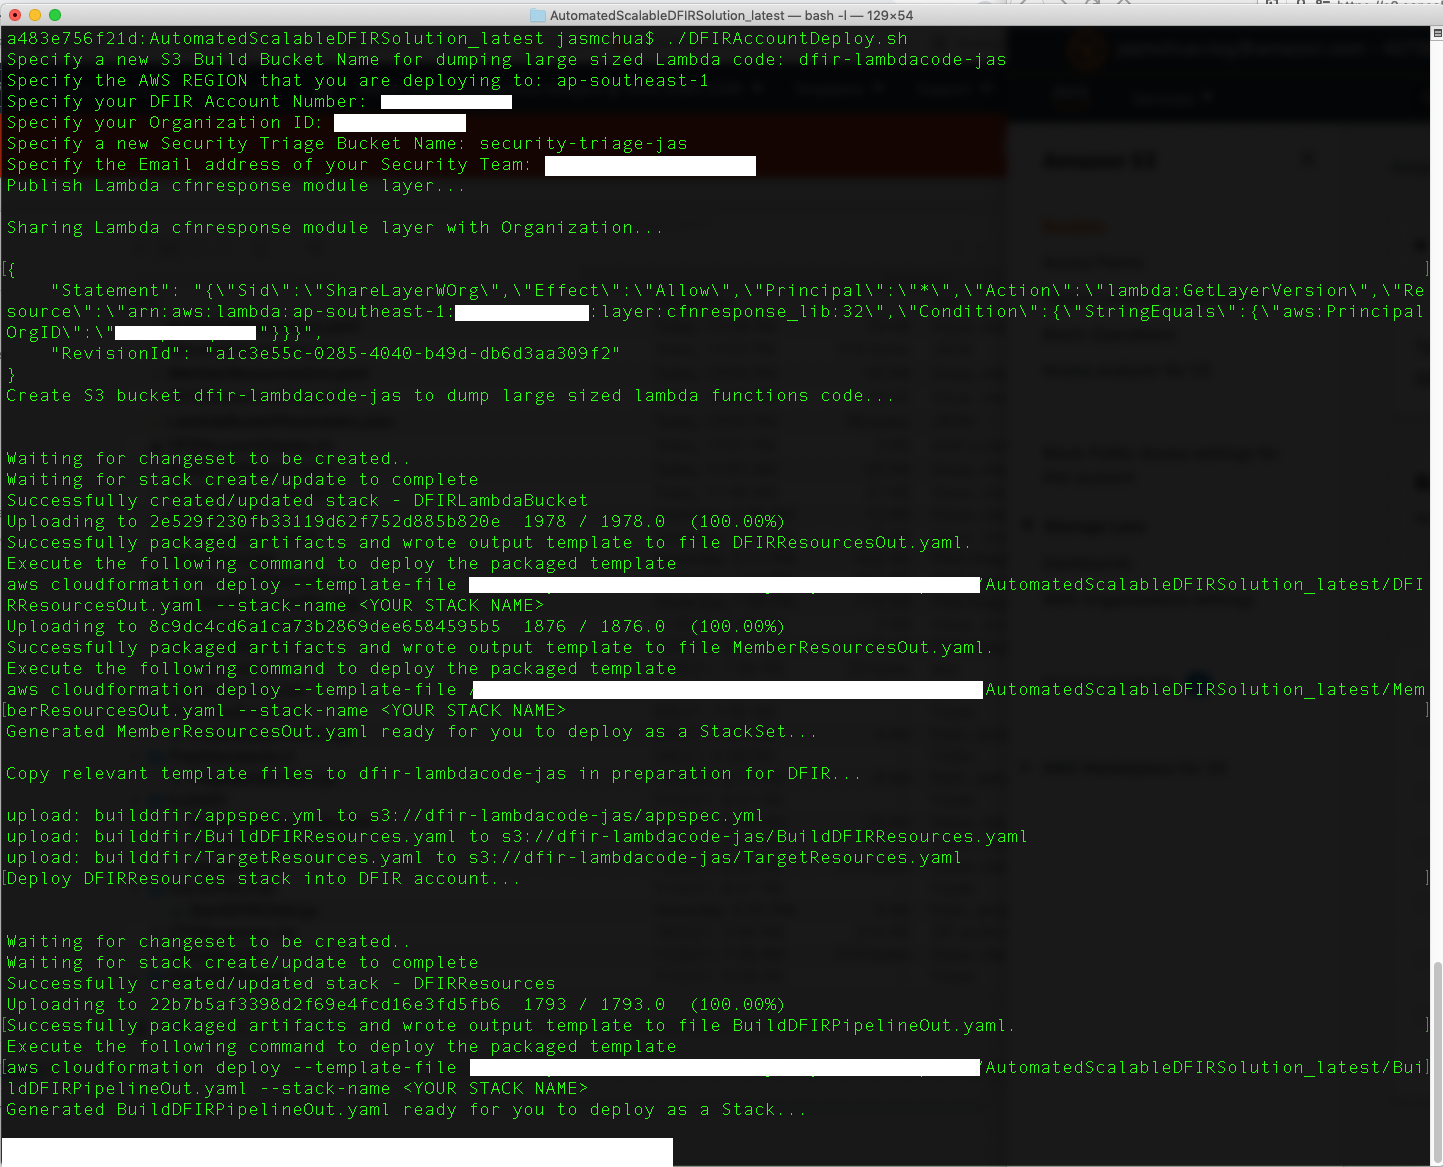 AutomatedScalableDFIRSolution_latest — bash -l — 129×54
a483e756f21d:AutomatedScalableDFIRSolution_latest jasmchua$ ./DFIRAccountDeploy.sh
Specify a new S3 Build Bucket Name for dumping large sized Lambda code: dfir-lambdacode-jas
Specify the AWS REGION that you are deploying to: ap-southeast-1
Specify your DFIR Account Number:
Specify your Organization ID:
Specify a new Security Triage Bucket Name: security-triage-jas
Specify the Email address of your Security Team:
Publish Lambda cfnresponse module layer...
Sharing Lambda cfnresponse module layer with Organization...
[{ ]
    "Statement": "{\"Sid\":\"ShareLayerWOrg\",\"Effect\":\"Allow\",\"Principal\":\"*\",\"Action\":\"lambda:GetLayerVersion\",\"Re
source\":\"arn:aws:lambda:ap-southeast-1: :layer:cfnresponse_lib:32\",\"Condition\":{\"StringEquals\":{\"aws:Principal
OrgID\":\" "}}}",
    "RevisionId": "a1c3e55c-0285-4040-b49d-db6d3aa309f2"
}
Create S3 bucket dfir-lambdacode-jas to dump large sized lambda functions code...
Waiting for changeset to be created..
Waiting for stack create/update to complete
Successfully created/updated stack - DFIRLambdaBucket
Uploading to 2e529f230fb33119d62f752d885b820e  1978 / 1978.0  (100.00%)
Successfully packaged artifacts and wrote output template to file DFIRResourcesOut.yaml.
Execute the following command to deploy the packaged template
aws cloudformation deploy --template-file /AutomatedScalableDFIRSolution_latest/DFI
RResourcesOut.yaml --stack-name <YOUR STACK NAME>
Uploading to 8c9dc4cd6a1ca73b2869dee6584595b5  1876 / 1876.0  (100.00%)
Successfully packaged artifacts and wrote output template to file MemberResourcesOut.yaml.
Execute the following command to deploy the packaged template
aws cloudformation deploy --template-file / AutomatedScalableDFIRSolution_latest/Mem
[berResourcesOut.yaml --stack-name <YOUR STACK NAME> ]
Generated MemberResourcesOut.yaml ready for you to deploy as a StackSet...
Copy relevant template files to dfir-lambdacode-jas in preparation for DFIR...
upload: builddfir/appspec.yml to s3://dfir-lambdacode-jas/appspec.yml
upload: builddfir/BuildDFIRResources.yaml to s3://dfir-lambdacode-jas/BuildDFIRResources.yaml
upload: builddfir/TargetResources.yaml to s3://dfir-lambdacode-jas/TargetResources.yaml
[Deploy DFIRResources stack into DFIR account... ]
Waiting for changeset to be created..
Waiting for stack create/update to complete
Successfully created/updated stack - DFIRResources
Uploading to 22b7b5af3398d2f69e4fcd16e3fd5fb6  1793 / 1793.0  (100.00%)
[Successfully packaged artifacts and wrote output template to file BuildDFIRPipelineOut.yaml. ]
Execute the following command to deploy the packaged template
[aws cloudformation deploy --template-file /AutomatedScalableDFIRSolution_latest/Bui]
ldDFIRPipelineOut.yaml --stack-name <YOUR STACK NAME>
Generated BuildDFIRPipelineOut.yaml ready for you to deploy as a Stack...